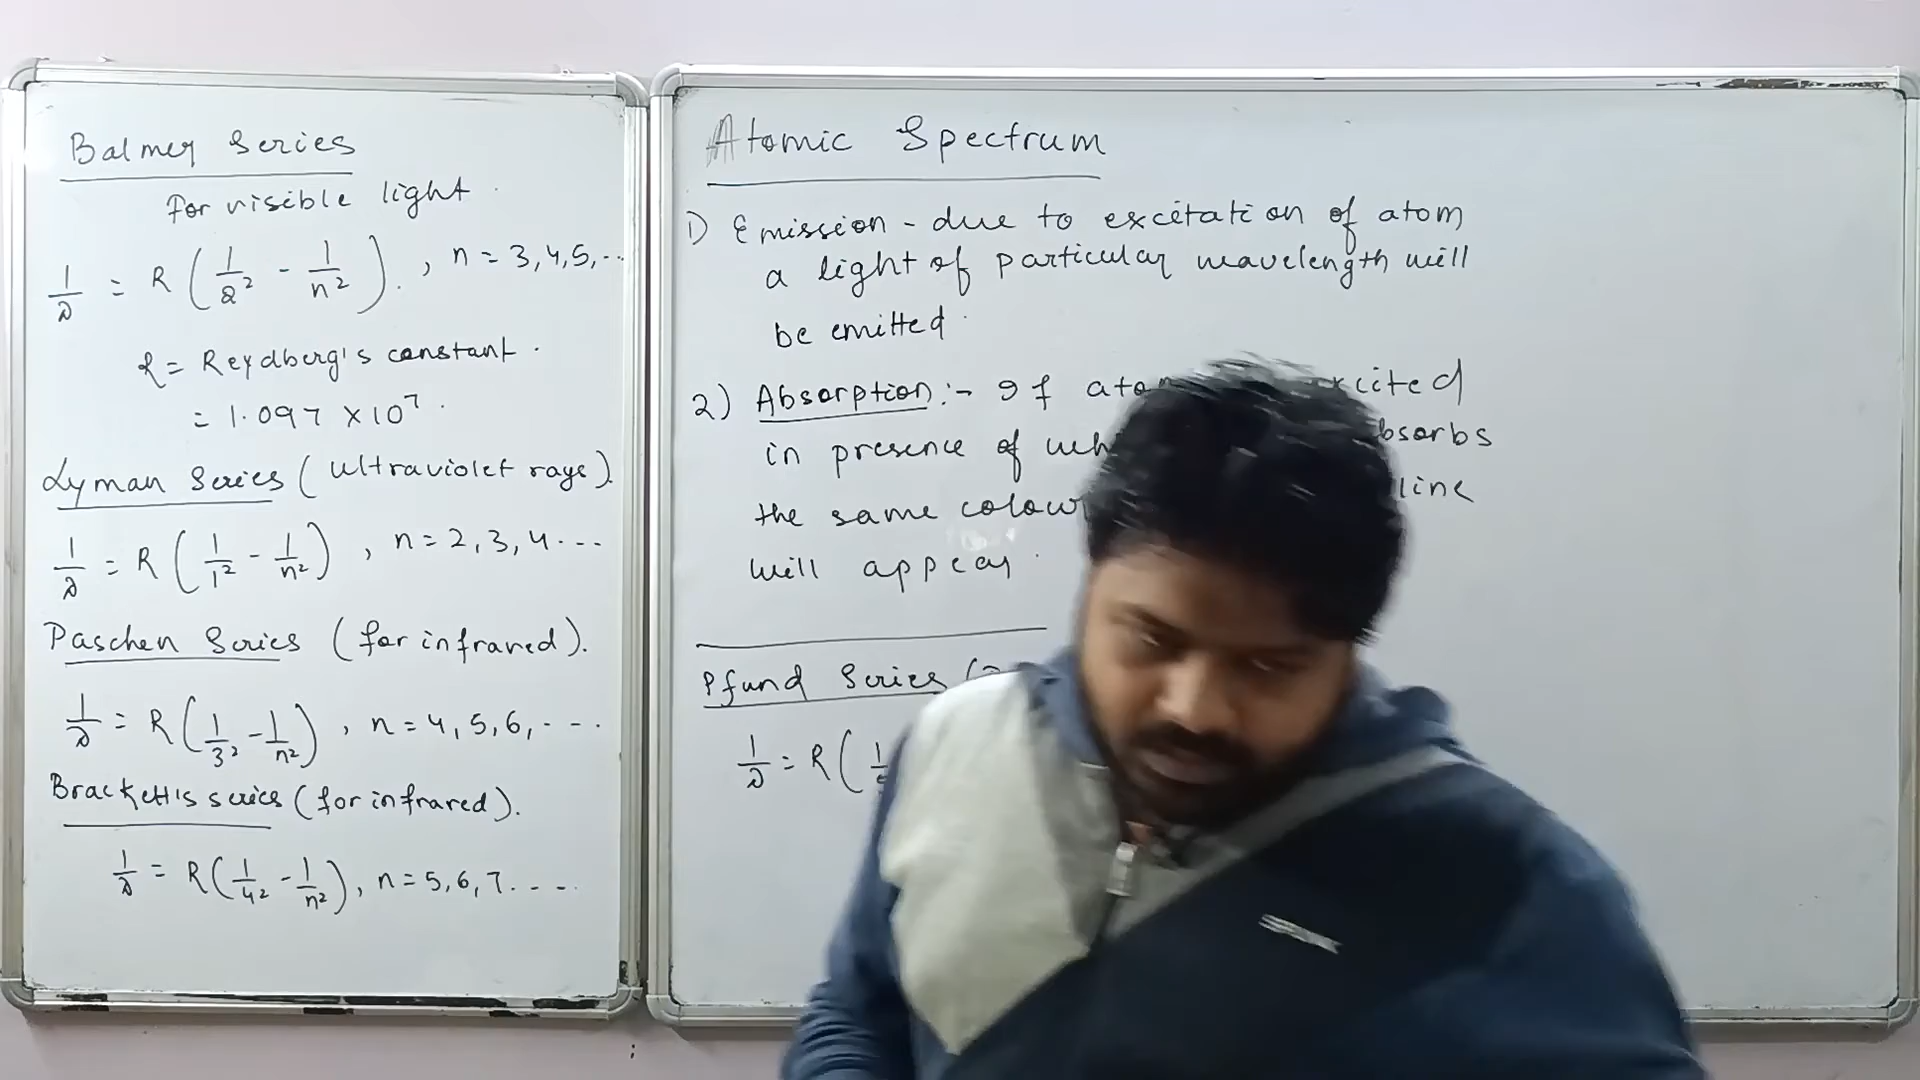 Balmer Series
For visible light
1/λ = R (1/2² - 1/n²). , n = 3,4,5,..
R = Reydberg's constant.
= 1.097 × 10⁷.
Lyman Series (ultraviolet rays).
1/λ = R (1/1² - 1/n²) , n = 2, 3, 4 ...
Paschen Series (for infrared).
1/λ = R (1/3² - 1/n²) , n = 4, 5, 6, ...
Brackett's series (for infrared).
1/λ = R (1/4² - 1/n²), n = 5, 6, 7....
Atomic Spectrum
1) Emission - due to excitation of atom
a light of particular wavelength will
be emitted.
2) Absorption :- If
in presence of
the same
line
will appear.
Pfund Series (
1/λ = R (